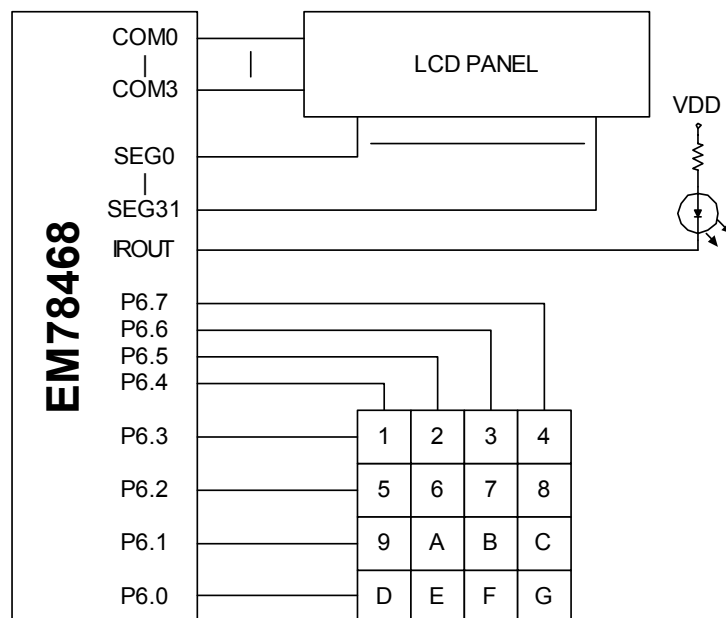 COM0
COM3
LCD PANEL
VDD
SEG0
SEG31
IROUT
EM78468
P6.7
P6.6
P6.5
P6.4
P6.3
1 2 3 4
P6.2
5 6 7 8
P6.1
9 A B C
P6.0
D E F G